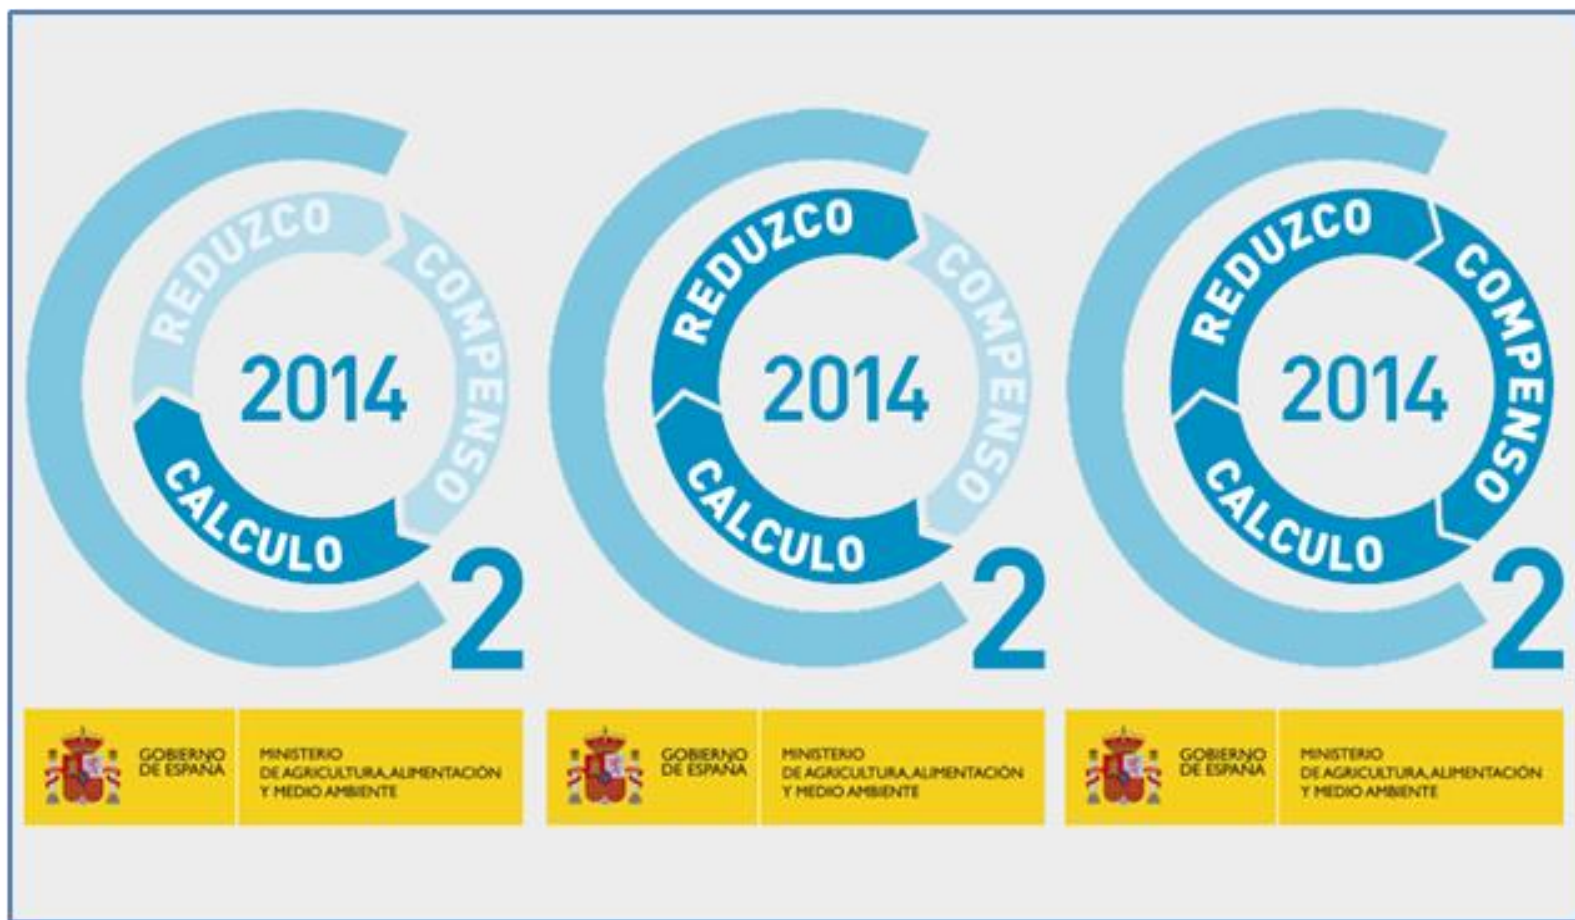 REDUZCO
COMPENSO
CALCULO
2014
2
GOBIERNO
DE ESPAÑA
MINISTERIO
DE AGRICULTURA, ALIMENTACIÓN
Y MEDIO AMBIENTE
REDUZCO
COMPENSO
CALCULO
2014
2
GOBIERNO
DE ESPAÑA
MINISTERIO
DE AGRICULTURA, ALIMENTACIÓN
Y MEDIO AMBIENTE
REDUZCO
COMPENSO
CALCULO
2014
2
GOBIERNO
DE ESPAÑA
MINISTERIO
DE AGRICULTURA, ALIMENTACIÓN
Y MEDIO AMBIENTE